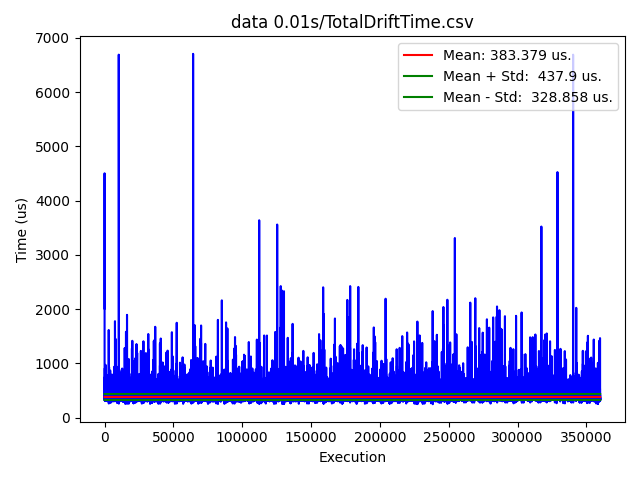 data 0.01s/TotalDriftTime.csv
7000
6000
5000
4000
3000
2000
1000
0
Time (us)
Mean: 383.379 us.
Mean + Std:  437.9 us.
Mean - Std:  328.858 us.
0
50000
100000
150000
200000
250000
300000
350000
Execution